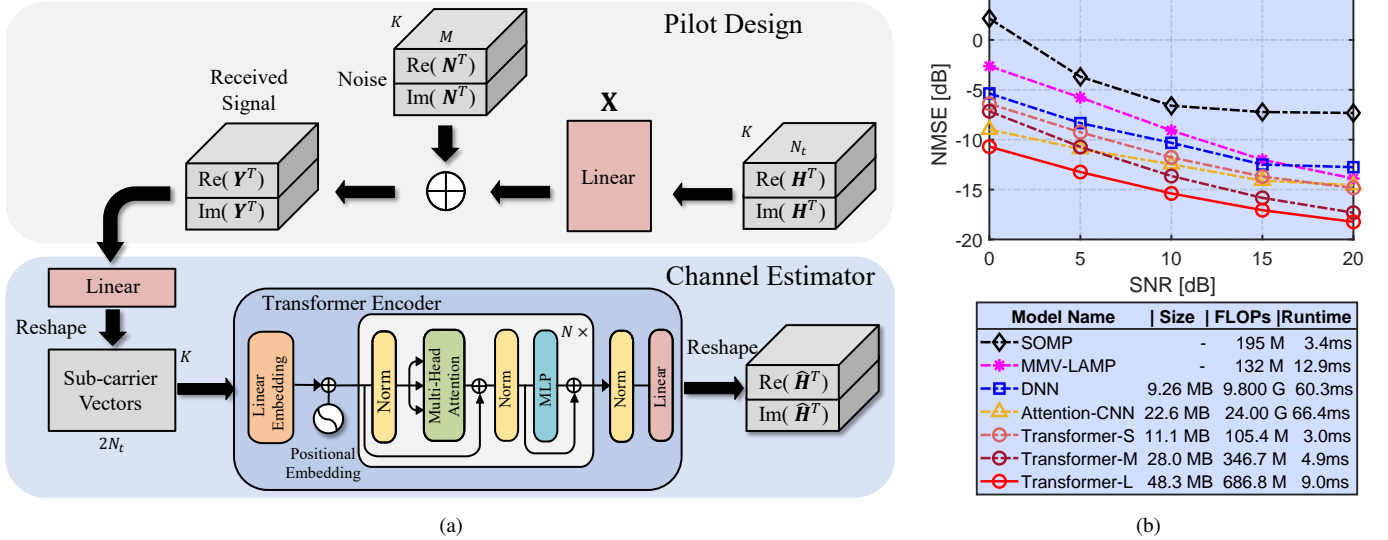 Pilot Design
K
M
Re( N^T)
Im( N^T)
Noise
Received
Signal
Re( Y^T)
Im( Y^T)
X
Linear
K
N_t
Re( H^T)
Im( H^T)
Channel Estimator
Linear
Reshape
K
Sub-carrier
Vectors
2N_t
Transformer Encoder
Linear
Embedding
Positional
Embedding
N ×
Norm
Multi-Head
Attention
Norm
MLP
Norm
Linear
Reshape
Re( Ĥ^T)
Im( Ĥ^T)
(a)
NMSE [dB]
0
-5
-10
-15
-20
0 5 10 15 20
SNR [dB]
Model Name | Size | FLOPs |Runtime
SOMP - 195 M 3.4ms
MMV-LAMP - 132 M 12.9ms
DNN 9.26 MB 9.800 G 60.3ms
Attention-CNN 22.6 MB 24.00 G 66.4ms
Transformer-S 11.1 MB 105.4 M 3.0ms
Transformer-M 28.0 MB 346.7 M 4.9ms
Transformer-L 48.3 MB 686.8 M 9.0ms
(b)